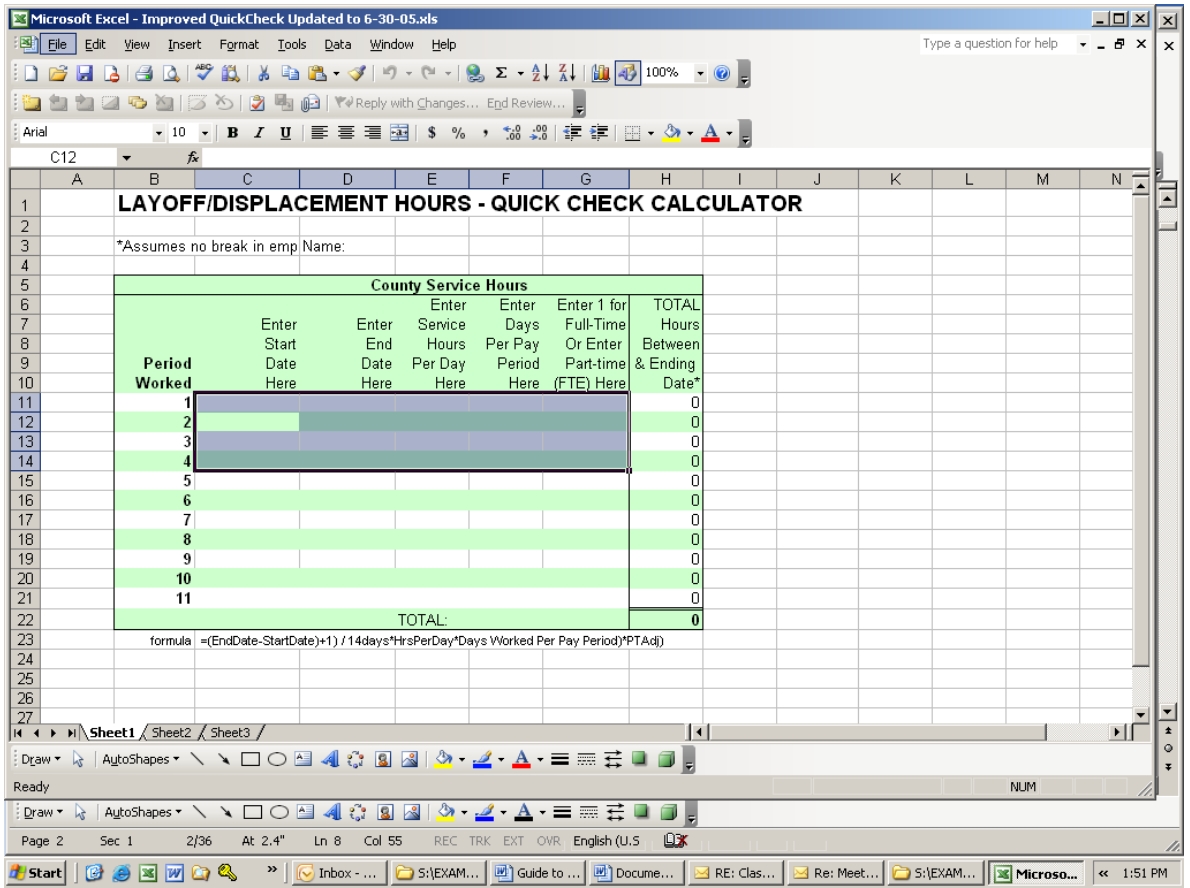 Microsoft Excel - Improved QuickCheck Updated to 6-30-05.xls
File Edit View Insert Format Tools Data Window Help Type a question for help
100%
Reply with Changes... End Review...
Arial 10 B I U $ % ,
C12 fx
A B C D E F G H I J K L M N
1 LAYOFF/DISPLACEMENT HOURS - QUICK CHECK CALCULATOR
2
3 *Assumes no break in emp Name:
4
5 County Service Hours
6 Enter Enter Enter 1 for TOTAL
7 Enter Enter Service Days Full-Time Hours
8 Start End Hours Per Pay Or Enter Between
9 Period Date Date Per Day Period Part-time & Ending
10 Worked Here Here Here Here (FTE) Here Date*
11 1 0
12 2 0
13 3 0
14 4 0
15 5 0
16 6 0
17 7 0
18 8 0
19 9 0
20 10 0
21 11 0
22 TOTAL: 0
23 formula =(EndDate-StartDate)+1) / 14days*HrsPerDay*Days Worked Per Pay Period)*PTAdj)
24
25
26
27
Sheet1 / Sheet2 / Sheet3 /
Draw AutoShapes
Ready NUM
Draw AutoShapes
Page 2 Sec 1 2/36 At 2.4" Ln 8 Col 55 REC TRK EXT OVR English (U.S
Start » Inbox - ... S:\EXAM... Guide to ... Docume... RE: Clas... Re: Meet... S:\EXAM... Microso... « 1:51 PM